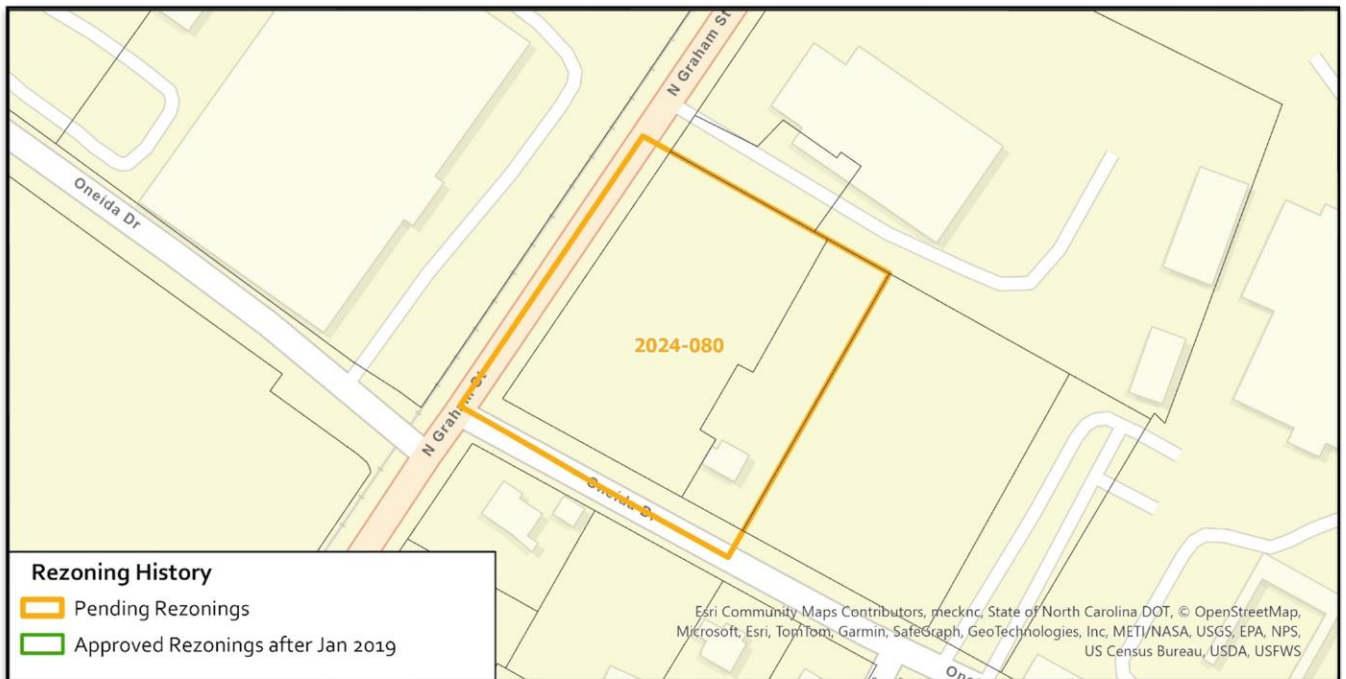 N Graham St
Oneida Dr
2024-080
N Graham St
Oneida Dr
Rezoning History
Pending Rezonings
Approved Rezonings after Jan 2019
Esri Community Maps Contributors, mecknc, State of North Carolina DOT, © OpenStreetMap,
Microsoft, Esri, TomTom, Garmin, SafeGraph, GeoTechnologies, Inc, METI/NASA, USGS, EPA, NPS,
US Census Bureau, USDA, USFWS